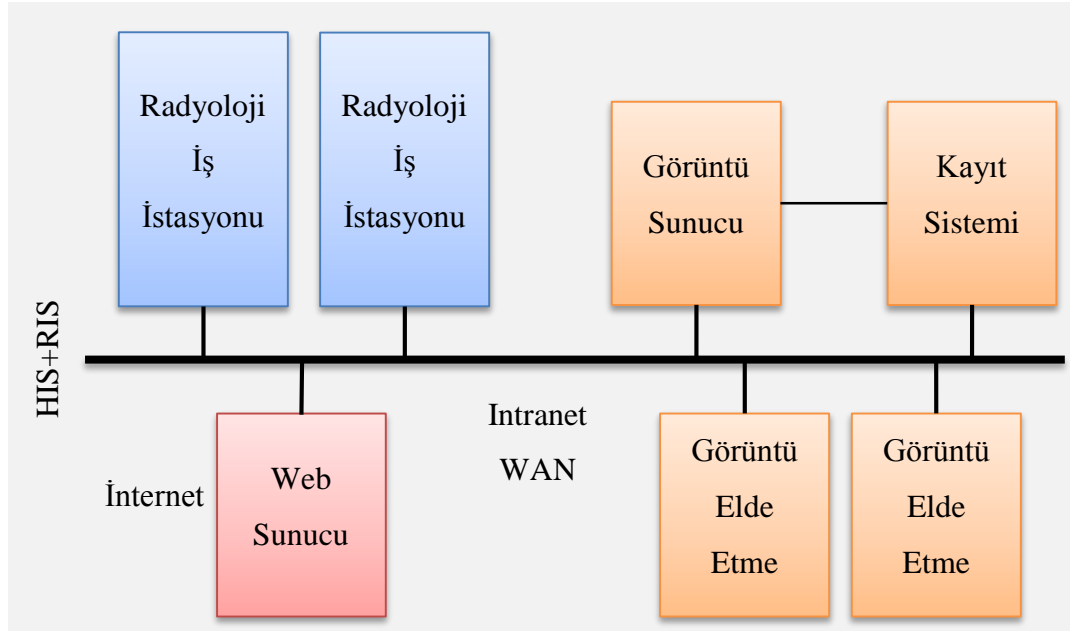 Radyoloji
İş
İstasyonu
Radyoloji
İş
İstasyonu
Görüntü
Sunucu
Kayıt
Sistemi
HIS+RIS
İnternet
Web
Sunucu
Intranet
WAN
Görüntü
Elde
Etme
Görüntü
Elde
Etme